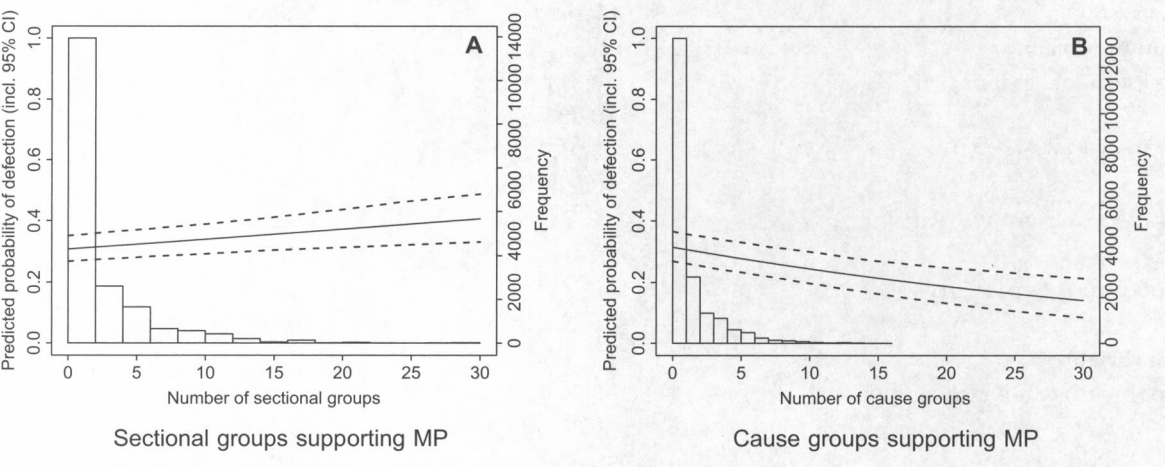 A
Predicted probability of defection (incl. 95% CI)
0.0 0.2 0.4 0.6 0.8 1.0
0 2000 4000 6000 8000 10000 14000
Frequency
0 5 10 15 20 25 30
Number of sectional groups
Sectional groups supporting MP
B
Predicted probability of defection (incl. 95% CI)
0.0 0.2 0.4 0.6 0.8 1.0
0 2000 4000 6000 8000 10000 12000
Frequency
0 5 10 15 20 25 30
Number of cause groups
Cause groups supporting MP